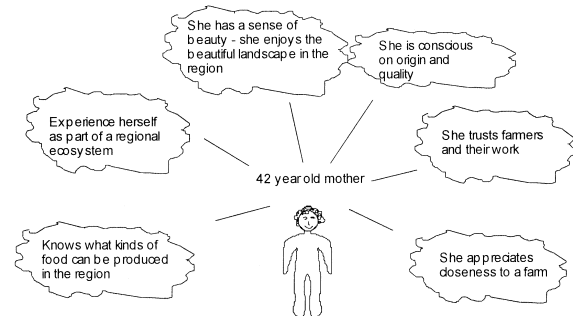 She has a sense of
beauty - she enjoys the
beautiful landscape in the
region
She is conscious
on origin and
quality
Experience herself
as part of a regional
ecosystem
She trusts farmers
and their work
42 year old mother
Knows what kinds of
food can be produced
in the region
She appreciates
closeness to a farm